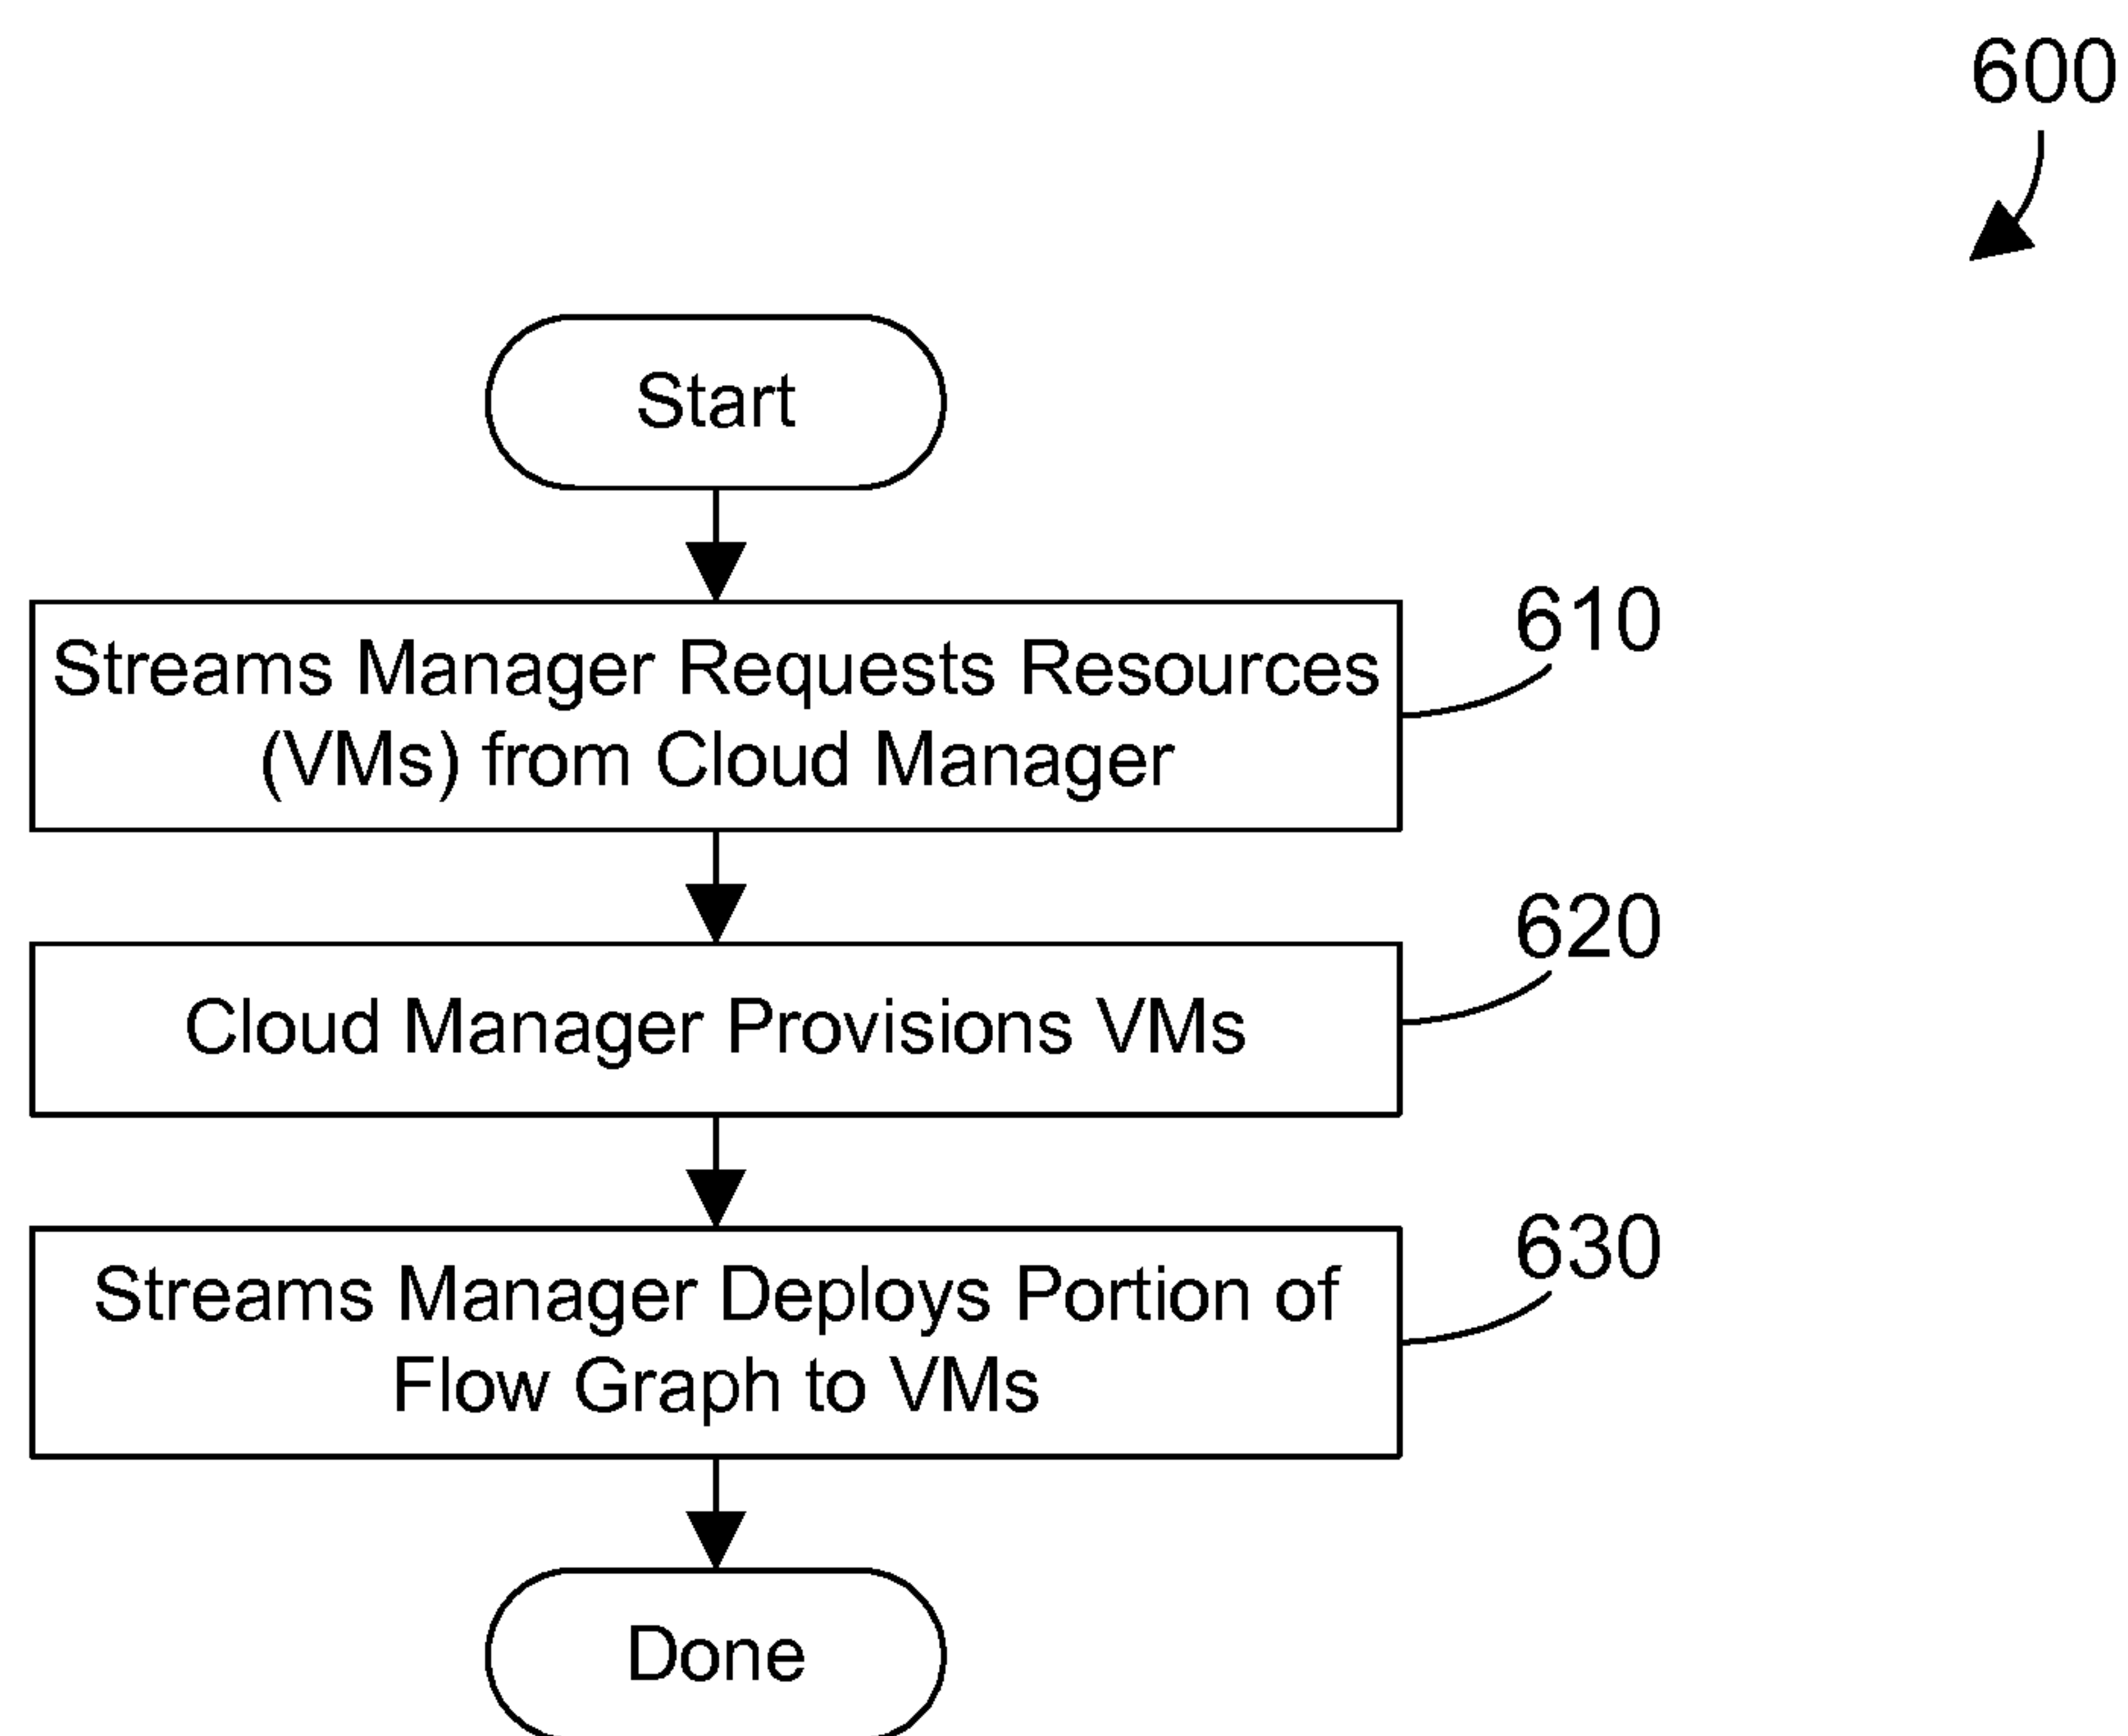 600
Start
Streams Manager Requests Resources
(VMs) from Cloud Manager
610
Cloud Manager Provisions VMs
620
Streams Manager Deploys Portion of
Flow Graph to VMs
630
Done